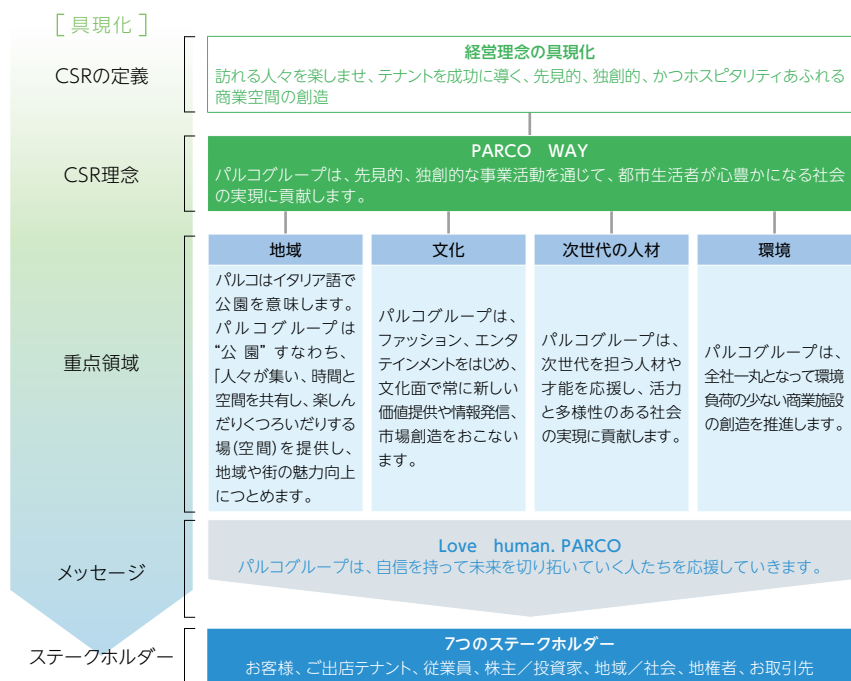 [具現化]
CSRの定義
経営理念の具現化
訪れる人々を楽しませ、テナントを成功に導く、先見的、独創的、かつホスピタリティあふれる
商業空間の創造
CSR理念
PARCO WAY
パルコグループは、先見的、独創的な事業活動を通じて、都市生活者が心豊かになる社会
の実現に貢献します。
重点領域
地域
パルコはイタリア語で
公園を意味します。
パルコグループは
“公園”すなわち、
「人々が集い、時間と
空間を共有し、楽しん
だりくつろいだりする
場(空間)を提供し、
地域や街の魅力向上
につとめます。
文化
パルコグループは、
ファッション、エンタ
テインメントをはじめ、
文化面で常に新しい
価値提供や情報発信、
市場創造をおこない
ます。
次世代の人材
パルコグループは、
次世代を担う人材や
才能を応援し、活力
と多様性のある社会
の実現に貢献します。
環境
パルコグループは、
全社一丸となって環境
負荷の少ない商業施設
の創造を推進します。
メッセージ
Love human. PARCO
パルコグループは、自信を持って未来を切り拓いていく人たちを応援していきます。
ステークホルダー
7つのステークホルダー
お客様、ご出店テナント、従業員、株主／投資家、地域／社会、地権者、お取引先